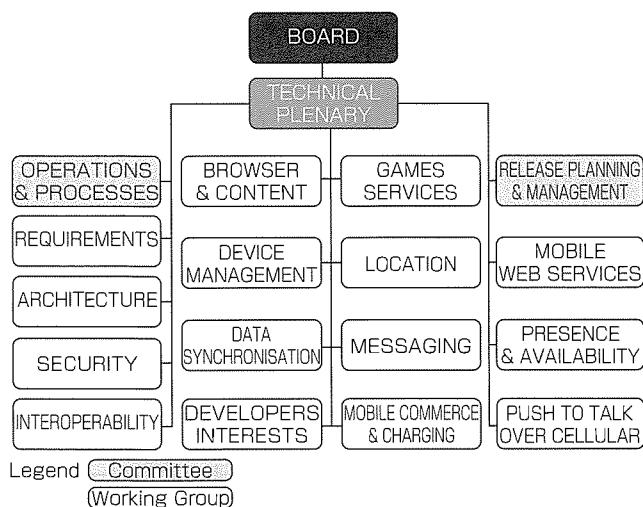 BOARD
TECHNICAL
PLENARY
OPERATIONS
& PROCESSES
REQUIREMENTS
ARCHITECTURE
SECURITY
INTEROPERABILITY
BROWSER
& CONTENT
DEVICE
MANAGEMENT
DATA
SYNCHRONISATION
DEVELOPERS
INTERESTS
GAMES
SERVICES
LOCATION
MESSAGING
MOBILE COMMERCE
& CHARGING
RELEASE PLANNING
& MANAGEMENT
MOBILE
WEB SERVICES
PRESENCE
& AVAILABILITY
PUSH TO TALK
OVER CELLULAR
Legend Committee
Working Group